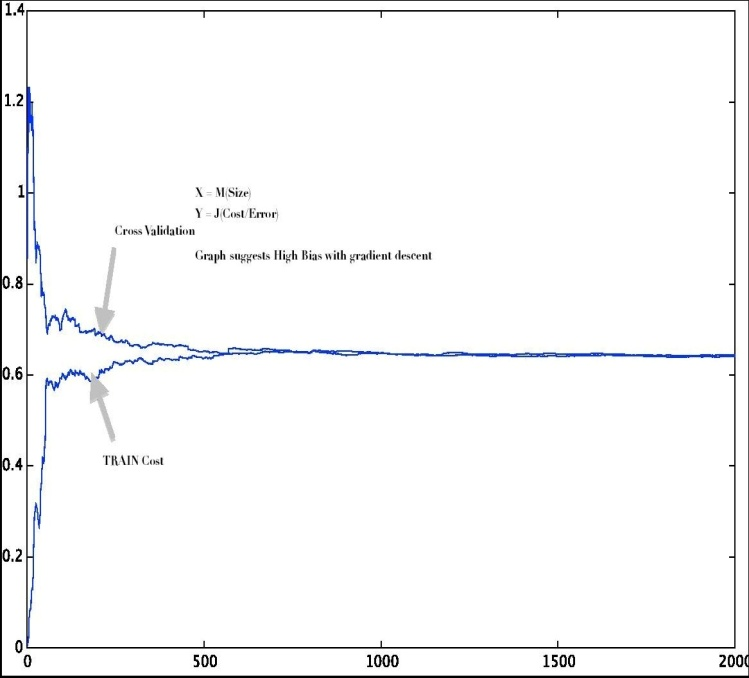 1.4
1.2
X = M(Size)
1
Y = J(Cost/Error)
Cross Validation
Graph suggests High Bias with gradient descent
0.8
0.6
TRAIN Cost
0.4
0.2
0
0 500 1000 1500 2000